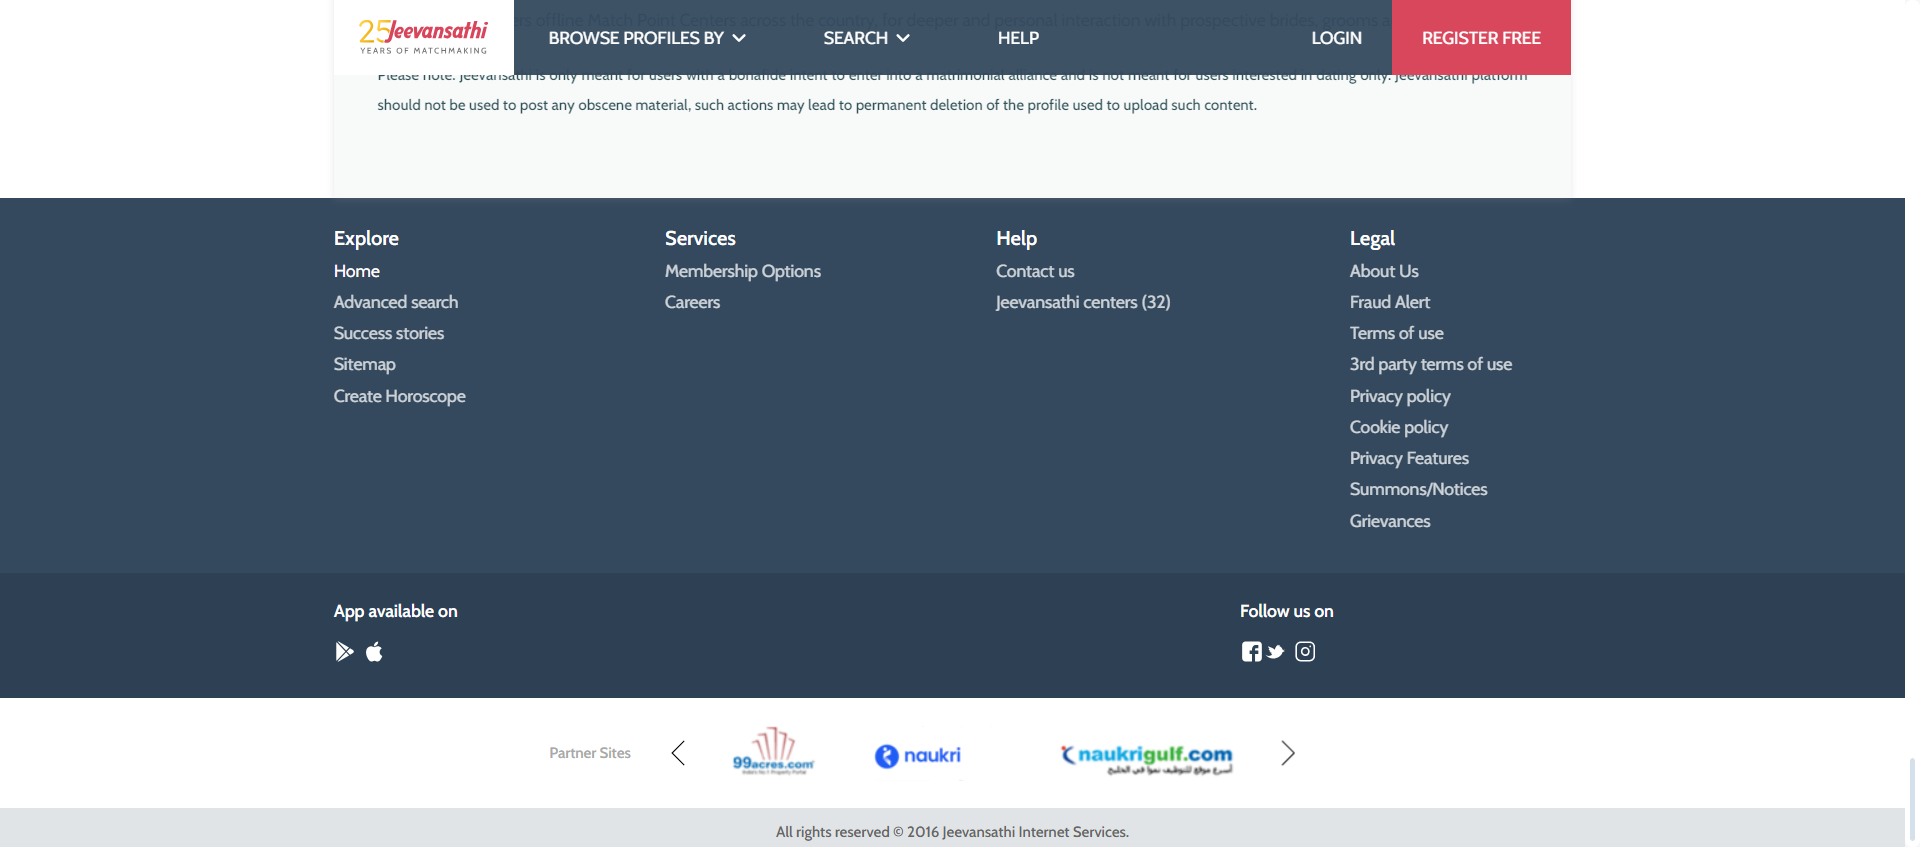 25 Jeevansathi
YEARS OF MATCHMAKING
BROWSE PROFILES BY
SEARCH
HELP
LOGIN
REGISTER FREE
ers offline Match Point Centers across the country, for deeper and personal interaction with prospective brides, grooms a
Please note: Jeevansathi is only meant for users with a bonafide intent to enter into a matrimonial alliance and is not meant for users interested in dating only. Jeevansathi platform
should not be used to post any obscene material, such actions may lead to permanent deletion of the profile used to upload such content.
Explore
Home
Advanced search
Success stories
Sitemap
Create Horoscope
Services
Membership Options
Careers
Help
Contact us
Jeevansathi centers (32)
Legal
About Us
Fraud Alert
Terms of use
3rd party terms of use
Privacy policy
Cookie policy
Privacy Features
Summons/Notices
Grievances
App available on
Follow us on
Partner Sites
99acres.com
India's No.1 Property Portal
naukri
naukrigulf.com
أسرع موقع للتوظيف نموا في الخليج
All rights reserved © 2016 Jeevansathi Internet Services.